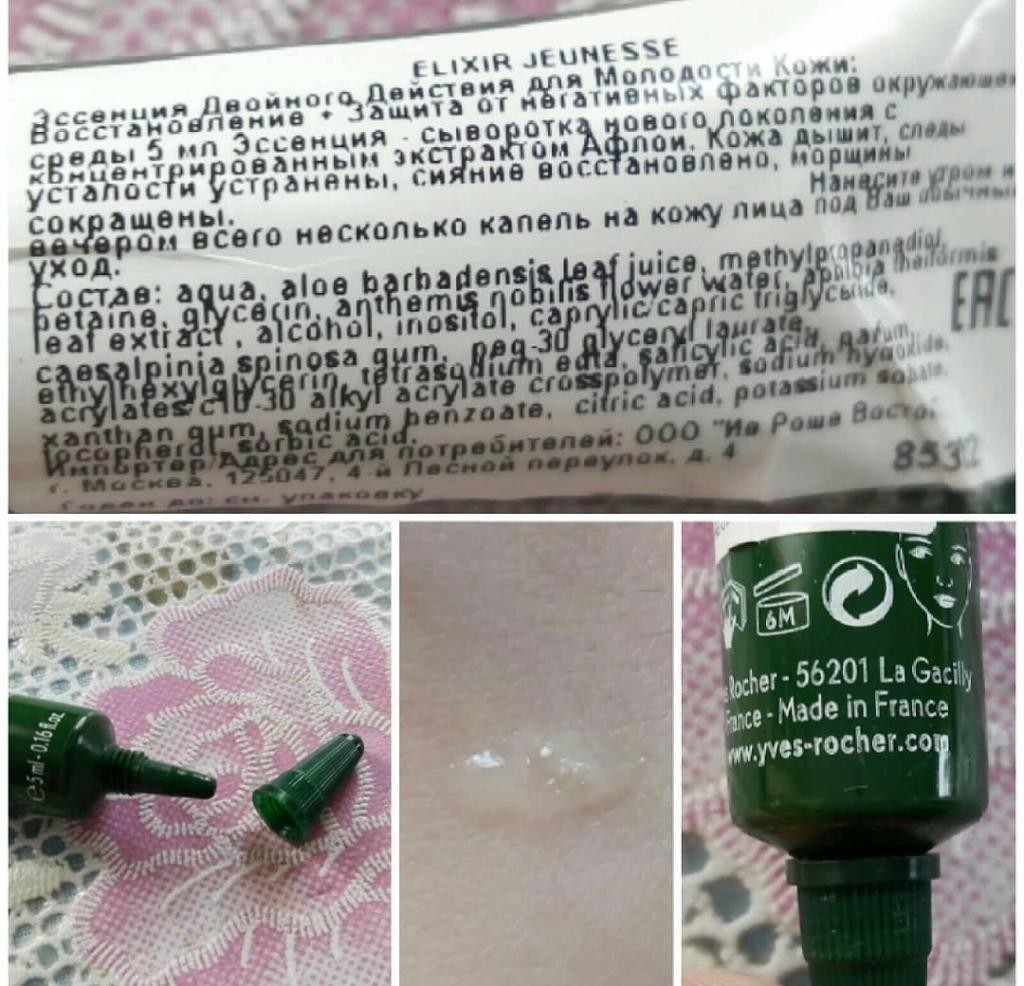 ELIXIR JEUNESSE
Эссенция Двойного Действия для Молодости Кожи:
Восстановление + Защита от негативных факторов окружающей
среды 5 мл Эссенция - сыворотка нового поколения с
концентрированным экстрактом Афлои. Кожа дышит, следы
усталости устранены, сияние восстановлено, морщины
сокращены. Нанесите утром и
вечером всего несколько капель на кожу лица под Ваш обычный
уход.
Состав: aqua, aloe barbadensis leaf juice, methylpropanediol,
betaine, glycerin, anthemis nobilis flower water, aphloia theiformis
leaf extract, alcohol, inositol, caprylic/capric triglyceride,
caesalpinia spinosa gum, peg-30 glyceryl laurate,
ethylhexylglycerin, tetrasodium edta, salicylic acid, parfum,
acrylates/c10-30 alkyl acrylate crosspolymer, sodium hydroxide,
xanthan gum, sodium benzoate, citric acid, potassium sorbate,
tocopherol, sorbic acid.
Импортер/Адрес для потребителей: ООО "Ив Роше Восток"
г. Москва, 125047, 4-й Лесной переулок, д. 4
Годен до: см. упаковку
EAC
8532
℮5 ml - 0.16 fl.oz
6M
Rocher - 56201 La Gacilly
France - Made in France
www.yves-rocher.com